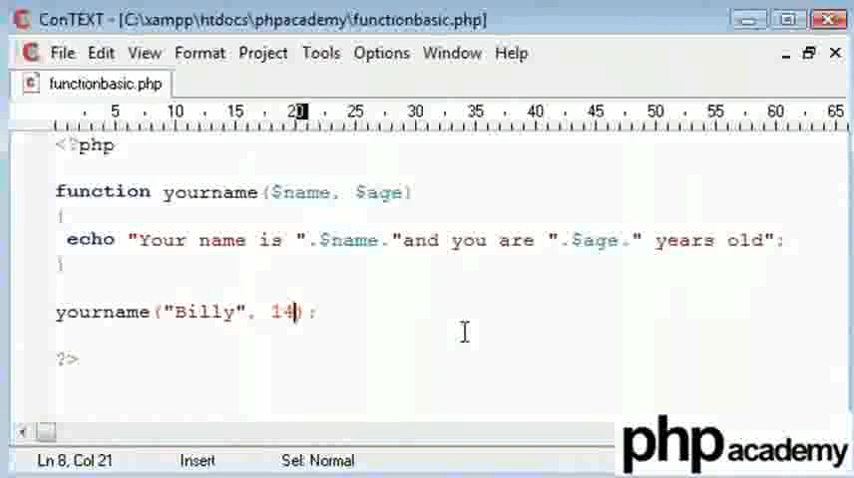 ConTEXT - [C:\xampp\htdocs\phpacademy\functionbasic.php]
File Edit View Format Project Tools Options Window Help
functionbasic.php
5 10 15 20 25 30 35 40 45 50 55 60 65
<?php
function yourname($name, $age)
{
echo "Your name is ".$name."and you are ".$age." years old";
}
yourname("Billy", 14);
?>
Ln 8, Col 21 Insert Sel: Normal
php academy